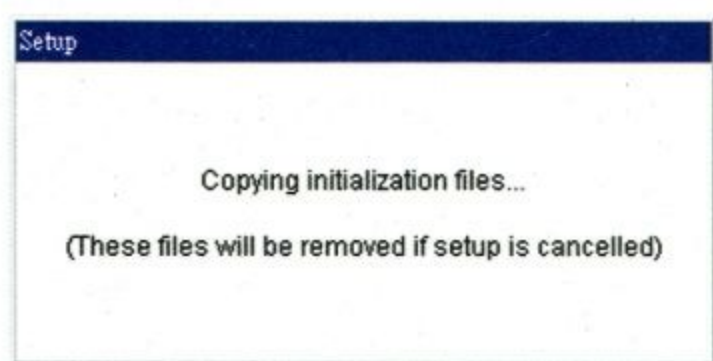 Setup
Copying initialization files...
(These files will be removed if setup is cancelled)